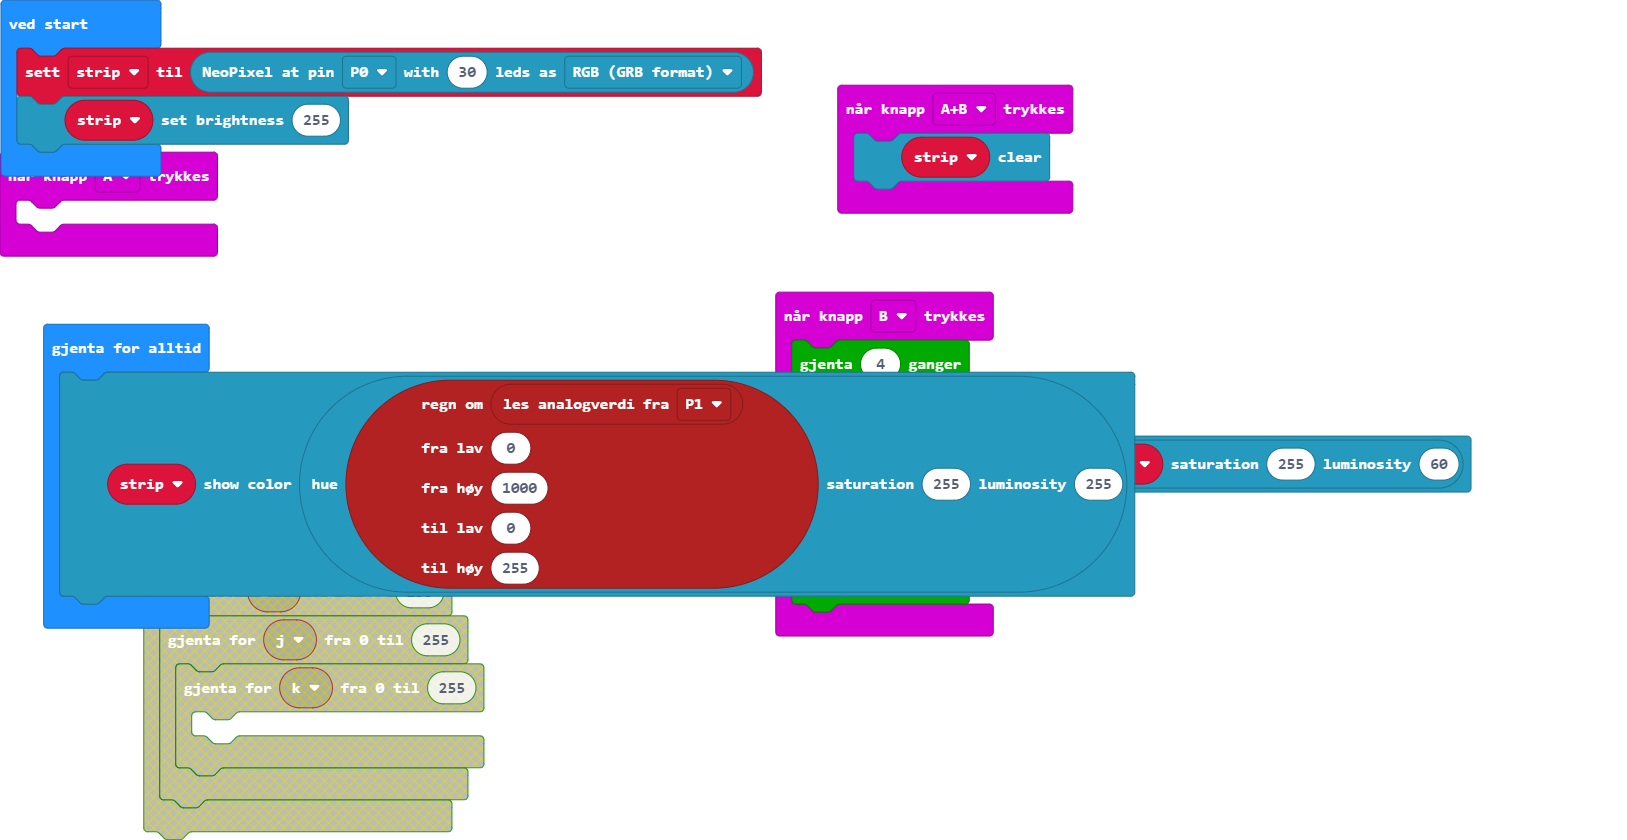 ved start
sett strip til NeoPixel at pin P0 with 30 leds as RGB (GRB format)
strip set brightness 255
når knapp A trykkes
når knapp A+B trykkes
strip clear
når knapp B trykkes
gjenta 4 ganger
saturation 255 luminosity 60
gjenta for alltid
strip show color hue regn om les analogverdi fra P1
fra lav 0
fra høy 1000
til lav 0
til høy 255
saturation 255 luminosity 255
gjenta for j fra 0 til 255
gjenta for k fra 0 til 255